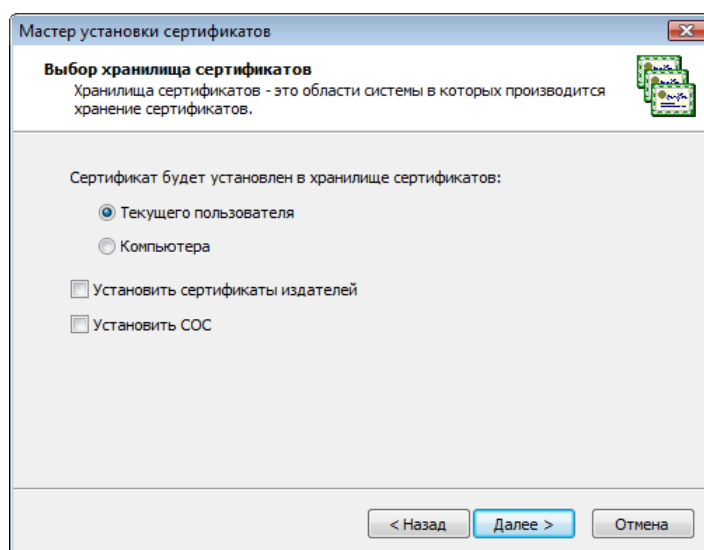 Мастер установки сертификатов
Выбор хранилища сертификатов
Хранилища сертификатов - это области системы в которых производится
хранение сертификатов.
Сертификат будет установлен в хранилище сертификатов:
Текущего пользователя
Компьютера
Установить сертификаты издателей
Установить СОС
< Назад Далее > Отмена